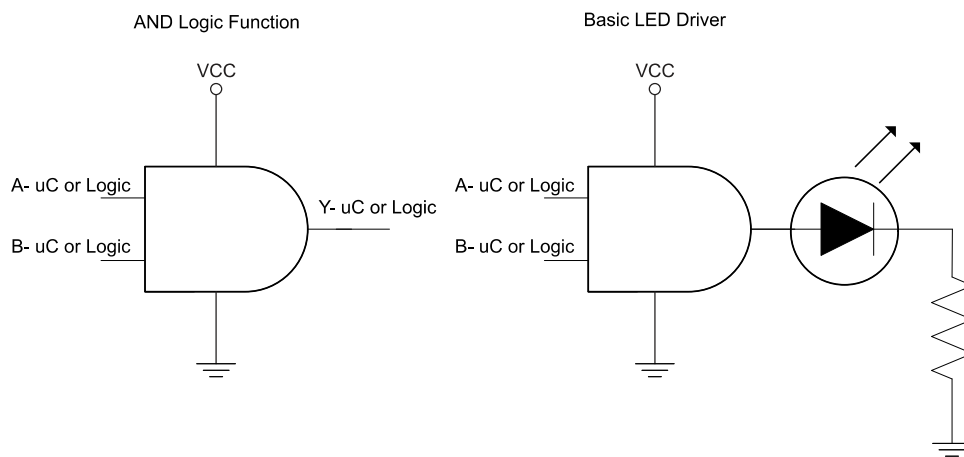 AND Logic Function
VCC
A- uC or Logic
Y- uC or Logic
B- uC or Logic
Basic LED Driver
VCC
A- uC or Logic
B- uC or Logic